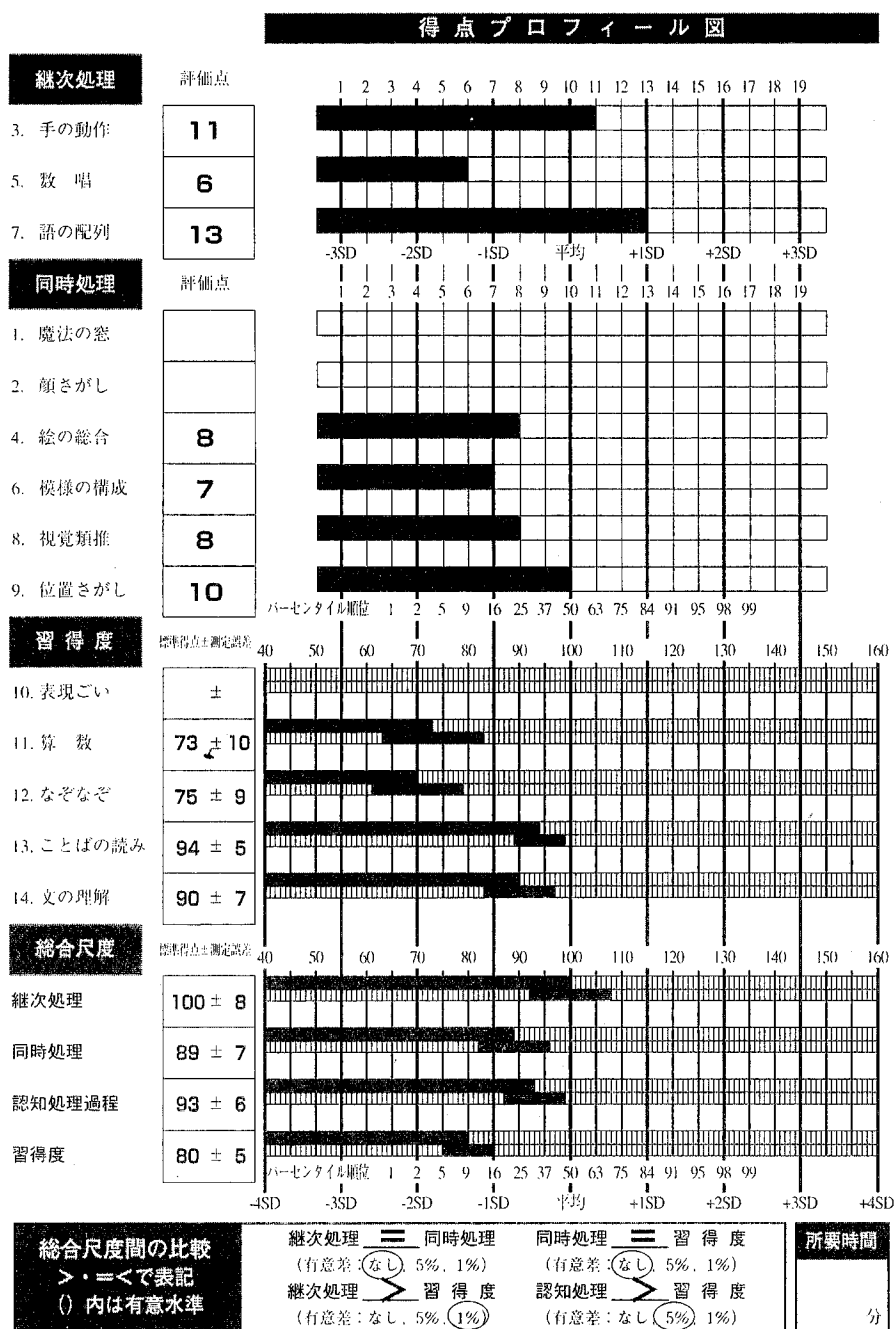 得点プロフィール図
継次処理 評価点 1 2 3 4 5 6 7 8 9 10 11 12 13 14 15 16 17 18 19
3. 手の動作 11
5. 数 唱 6
7. 語の配列 13
-3SD -2SD -1SD 平均 +1SD +2SD +3SD
同時処理 評価点 1 2 3 4 5 6 7 8 9 10 11 12 13 14 15 16 17 18 19
1. 魔法の窓
2. 顔さがし
4. 絵の総合 8
6. 模様の構成 7
8. 視覚類推 8
9. 位置さがし 10
パーセンタイル順位 1 2 5 9 16 25 37 50 63 75 84 91 95 98 99
習得度 標準得点±測定誤差 40 50 60 70 80 90 100 110 120 130 140 150 160
10. 表現ごい ±
11. 算 数 73 ± 10
12. なぞなぞ 75 ± 9
13. ことばの読み 94 ± 5
14. 文の理解 90 ± 7
総合尺度 標準得点±測定誤差 40 50 60 70 80 90 100 110 120 130 140 150 160
継次処理 100 ± 8
同時処理 89 ± 7
認知処理過程 93 ± 6
習得度 80 ± 5
パーセンタイル順位 1 2 5 9 16 25 37 50 63 75 84 91 95 98 99
-4SD -3SD -2SD -1SD 平均 +1SD +2SD +3SD +4SD
総合尺度間の比較
>・=<で表記
() 内は有意水準
継次処理 = 同時処理 同時処理 = 習得度
(有意差:なし, 5%, 1%) (有意差:なし, 5%, 1%)
継次処理 > 習得度 認知処理 > 習得度
(有意差:なし, 5%, 1%) (有意差:なし, 5%, 1%)
所要時間
分